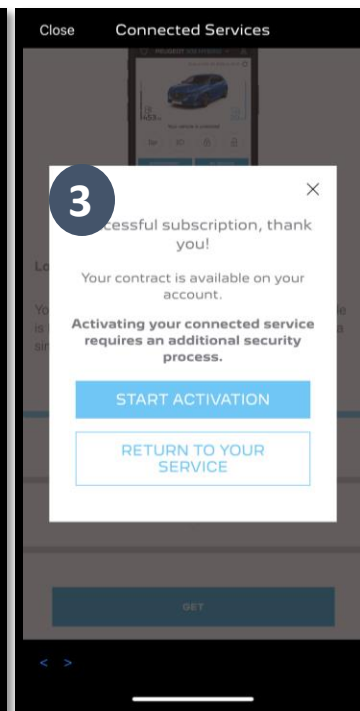 Close Connected Services
3
cessful subscription, thank
you!
Your contract is available on your
account.
Activating your connected service
requires an additional security
process.
START ACTIVATION
RETURN TO YOUR
SERVICE
GET
< >